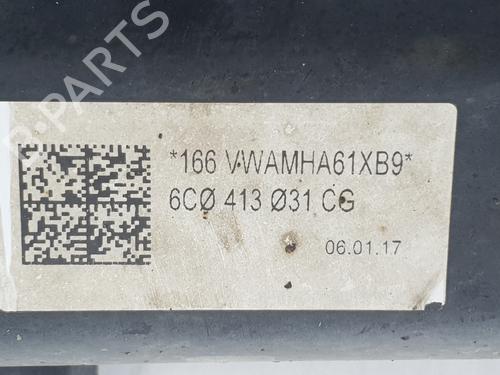 *166 VWAMHA61XB9*
6CØ 413 Ø31 CG
06.01.17
B-PARTS